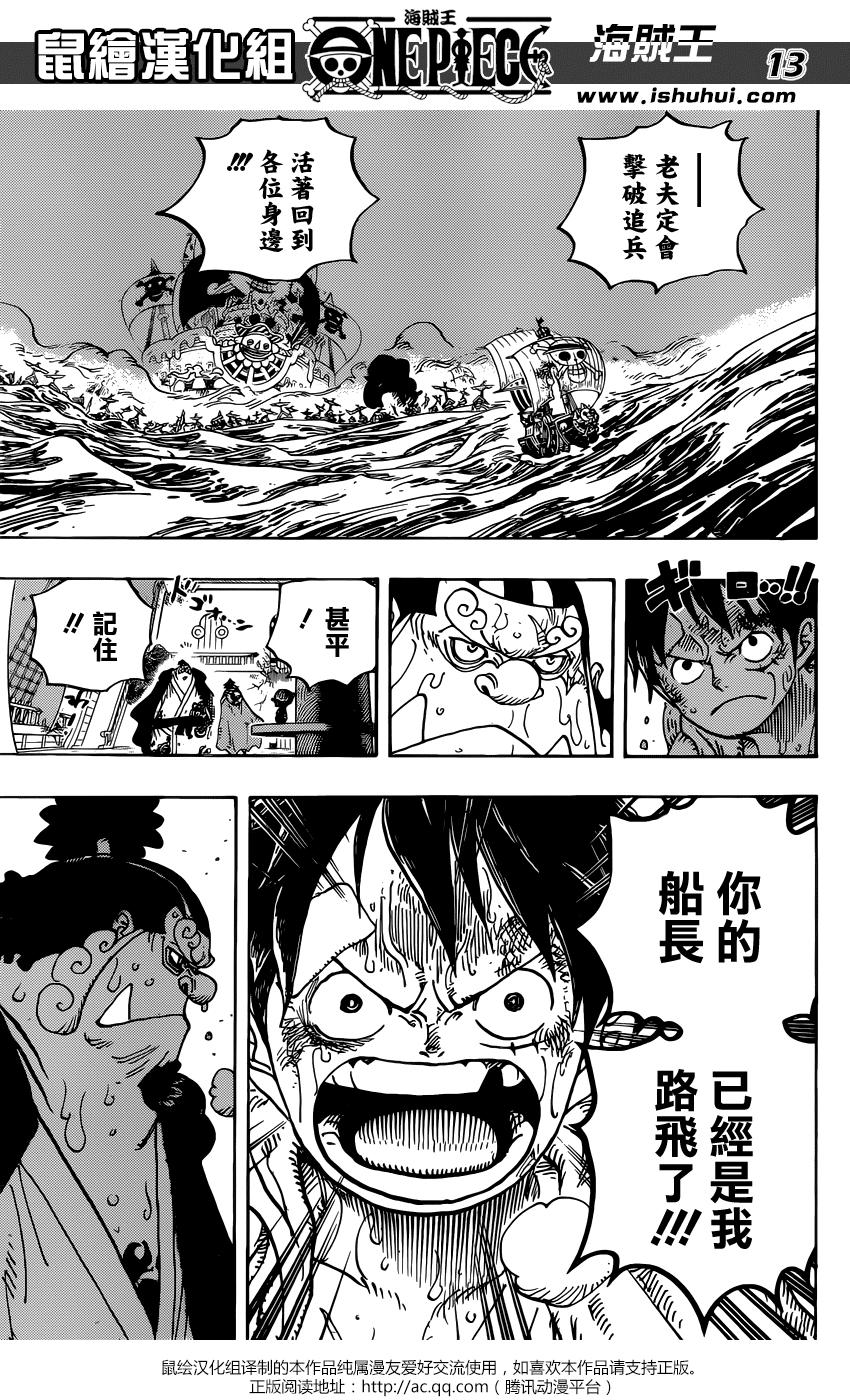 鼠繪漢化組
海賊王
ONE PIECE
海賊王
13
www.ishuhui.com
老夫定會
擊破追兵
活著回到
各位身邊
!!!
ギロ…!!
ドゴォーン
甚平
!
記住
!!
你的
船長
已經是我
路飛了!!!
鼠绘汉化组译制的本作品纯属漫友爱好交流使用，如喜欢本作品请支持正版。
正版阅读地址：http://ac.qq.com（腾讯动漫平台）